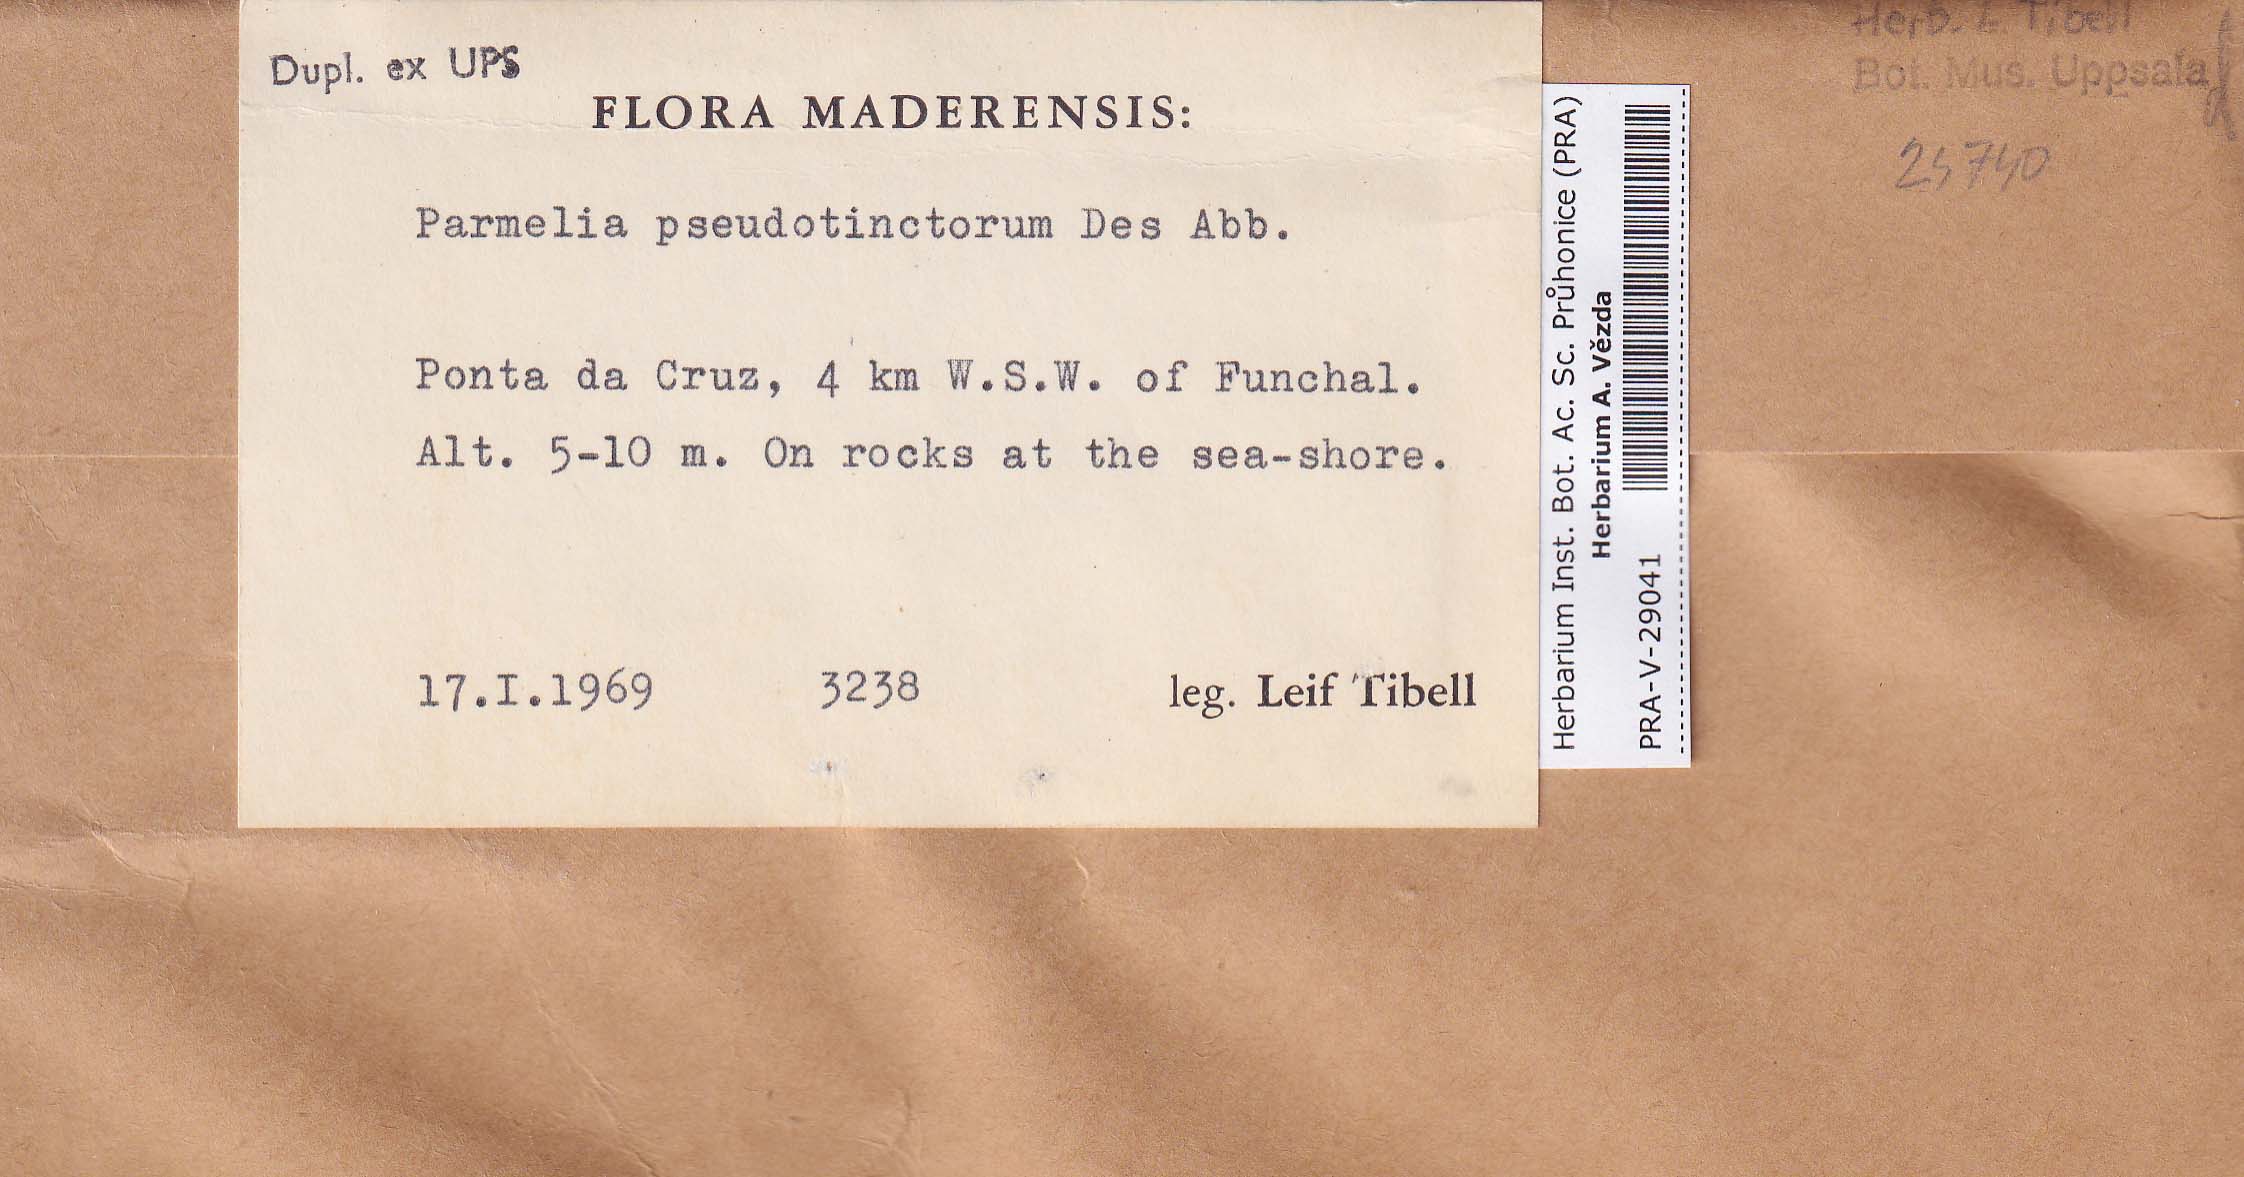 Dupl. ex UPS
FLORA MADERENSIS:
Parmelia pseudotinctorum Des Abb.
Ponta da Cruz, 4 km W.S.W. of Funchal.
Alt. 5-10 m. On rocks at the sea-shore.
17.I.1969 3238 leg. Leif Tibell
Herbarium Inst. Bot. Ac. Sc. Průhonice (PRA)
Herbarium A. Vězda
PRA-V-29041
Herb. L. Tibell
Bot. Mus. Uppsala